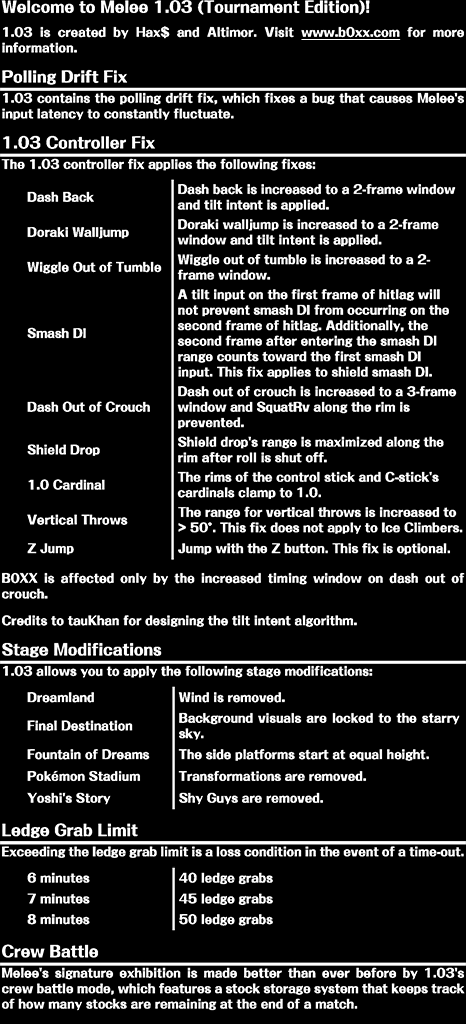 Welcome to Melee 1.03 (Tournament Edition)!
1.03 is created by Hax$ and Altimor. Visit www.b0xx.com for more
information.
Polling Drift Fix
1.03 contains the polling drift fix, which fixes a bug that causes Melee's
input latency to constantly fluctuate.
1.03 Controller Fix
The 1.03 controller fix applies the following fixes:
Dash Back
Dash back is increased to a 2-frame window
and tilt intent is applied.
Doraki Walljump
Doraki walljump is increased to a 2-frame
window and tilt intent is applied.
Wiggle Out of Tumble
Wiggle out of tumble is increased to a 2-
frame window.
Smash DI
A tilt input on the first frame of hitlag will
not prevent smash DI from occurring on the
second frame of hitlag. Additionally, the
second frame after entering the smash DI
range counts toward the first smash DI
input. This fix applies to shield smash DI.
Dash Out of Crouch
Dash out of crouch is increased to a 3-frame
window and SquatRv along the rim is
prevented.
Shield Drop
Shield drop's range is maximized along the
rim after roll is shut off.
1.0 Cardinal
The rims of the control stick and C-stick's
cardinals clamp to 1.0.
Vertical Throws
The range for vertical throws is increased to
> 50°. This fix does not apply to Ice Climbers.
Z Jump
Jump with the Z button. This fix is optional.
B0XX is affected only by the increased timing window on dash out of
crouch.
Credits to tauKhan for designing the tilt intent algorithm.
Stage Modifications
1.03 allows you to apply the following stage modifications:
Dreamland
Wind is removed.
Final Destination
Background visuals are locked to the starry
sky.
Fountain of Dreams
The side platforms start at equal height.
Pokémon Stadium
Transformations are removed.
Yoshi's Story
Shy Guys are removed.
Ledge Grab Limit
Exceeding the ledge grab limit is a loss condition in the event of a time-out.
6 minutes
40 ledge grabs
7 minutes
45 ledge grabs
8 minutes
50 ledge grabs
Crew Battle
Melee's signature exhibition is made better than ever before by 1.03's
crew battle mode, which features a stock storage system that keeps track
of how many stocks are remaining at the end of a match.